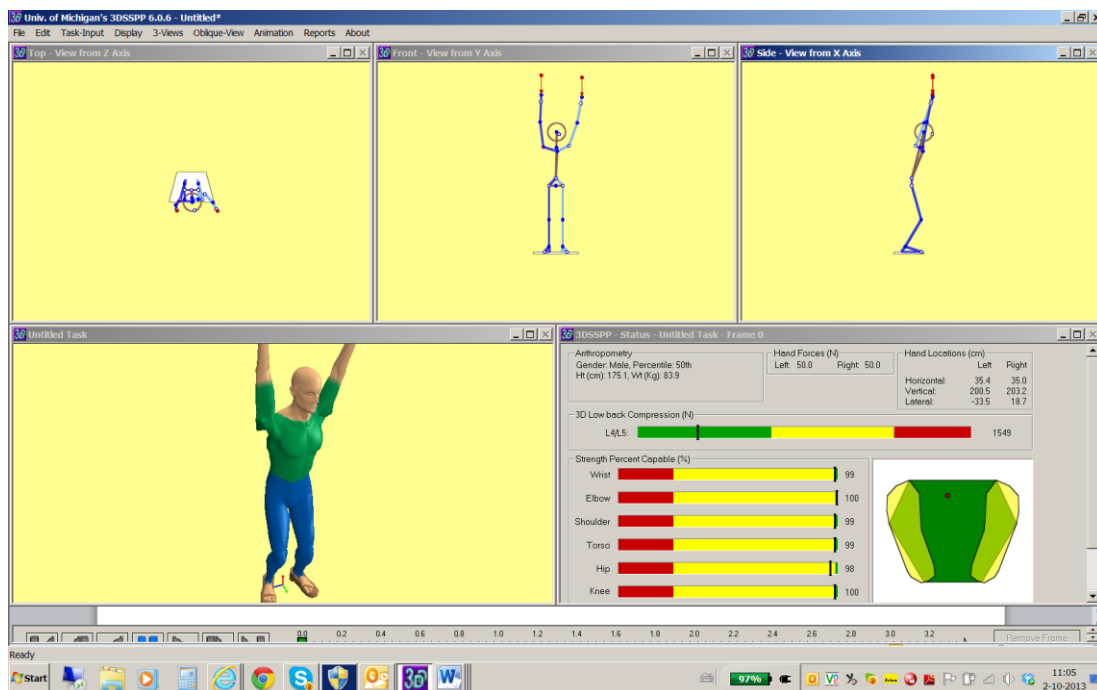 Univ. of Michigan's 3DSSPP 6.0.6 - Untitled*
File Edit Task-Input Display 3-Views Oblique-View Animation Reports About
Top - View from Z Axis
Front - View from Y Axis
Side - View from X Axis
Untitled Task
3DSSPP - Status - Untitled Task - Frame 0
Anthropometry
Gender: Male, Percentile: 50th
Ht (cm): 175.1, Wt (Kg): 83.9
Hand Forces (N)
Left: 50.0 Right: 50.0
Hand Locations (cm)
Left Right
Horizontal: 35.4 35.0
Vertical: 200.5 203.2
Lateral: -33.5 18.7
3D Low back Compression (N)
L4/L5: 1549
Strength Percent Capable (%)
Wrist 99
Elbow 100
Shoulder 99
Torso 99
Hip 98
Knee 100
0.0 0.2 0.4 0.6 0.8 1.0 1.2 1.4 1.6 1.8 2.0 2.2 2.4 2.6 2.8 3.0 3.2
Remove Frame
Ready
Start
97%
11:05
2-10-2013